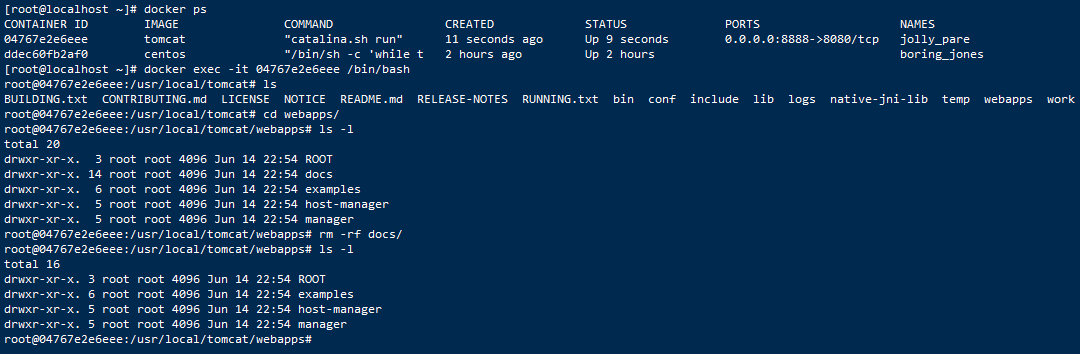 [root@localhost ~]# docker ps
CONTAINER ID        IMAGE               COMMAND                  CREATED             STATUS              PORTS                    NAMES
04767e2e6eee        tomcat              "catalina.sh run"        11 seconds ago      Up 9 seconds        0.0.0.0:8888->8080/tcp   jolly_pare
ddec60fb2af0        centos              "/bin/sh -c 'while t     2 hours ago         Up 2 hours                                   boring_jones
[root@localhost ~]# docker exec -it 04767e2e6eee /bin/bash
root@04767e2e6eee:/usr/local/tomcat# ls
BUILDING.txt  CONTRIBUTING.md  LICENSE  NOTICE  README.md  RELEASE-NOTES  RUNNING.txt  bin  conf  include  lib  logs  native-jni-lib  temp  webapps  work
root@04767e2e6eee:/usr/local/tomcat# cd webapps/
root@04767e2e6eee:/usr/local/tomcat/webapps# ls -l
total 20
drwxr-xr-x.  3 root root 4096 Jun 14 22:54 ROOT
drwxr-xr-x. 14 root root 4096 Jun 14 22:54 docs
drwxr-xr-x.  6 root root 4096 Jun 14 22:54 examples
drwxr-xr-x.  5 root root 4096 Jun 14 22:54 host-manager
drwxr-xr-x.  5 root root 4096 Jun 14 22:54 manager
root@04767e2e6eee:/usr/local/tomcat/webapps# rm -rf docs/
root@04767e2e6eee:/usr/local/tomcat/webapps# ls -l
total 16
drwxr-xr-x. 3 root root 4096 Jun 14 22:54 ROOT
drwxr-xr-x. 6 root root 4096 Jun 14 22:54 examples
drwxr-xr-x. 5 root root 4096 Jun 14 22:54 host-manager
drwxr-xr-x. 5 root root 4096 Jun 14 22:54 manager
root@04767e2e6eee:/usr/local/tomcat/webapps#